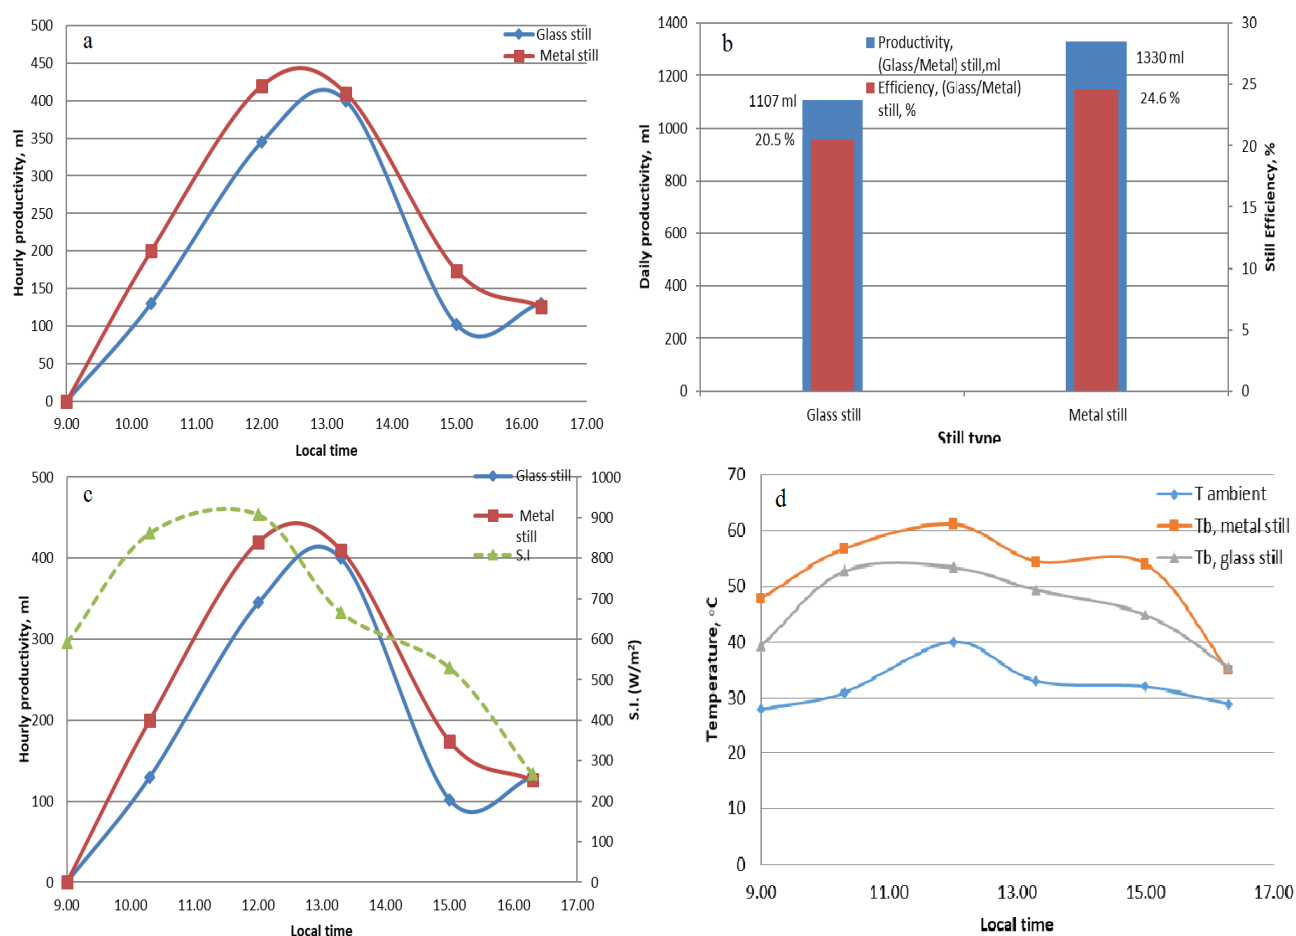 a
Glass still
Metal still
500
450
400
350
300
250
200
150
100
50
0
Hourly productivity, ml
9.00 10.00 11.00 12.00 13.00 14.00 15.00 16.00 17.00
Local time
b
Productivity,
(Glass/Metal) still,ml
Efficiency, (Glass/Metal)
still, %
1400
1200
1000
800
600
400
200
0
Daily productivity, ml
1107 ml
20.5 %
1330 ml
24.6 %
30
25
20
15
10
5
0
Still Efficiency, %
Glass still Metal still
Still type
c
Glass still
Metal
still
S.I
500
400
300
200
100
0
Hourly productivity, ml
1000
900
800
700
600
500
400
300
200
100
0
S.I. (W/m²)
9.00 10.00 11.00 12.00 13.00 14.00 15.00 16.00 17.00
Local time
d
T ambient
Tb, metal still
Tb, glass still
70
60
50
40
30
20
10
0
Temperature, °C
9.00 11.00 13.00 15.00 17.00
Local time